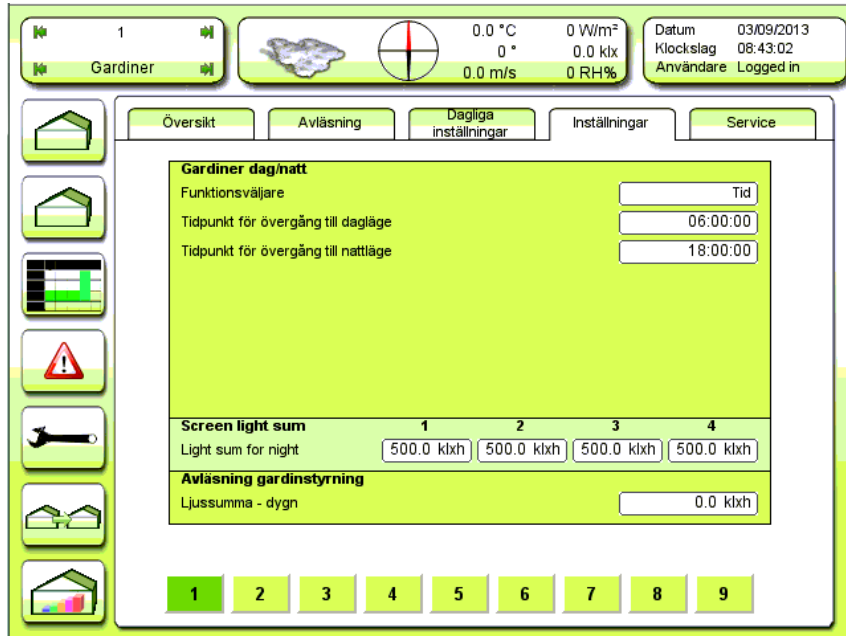 1
Gardiner
0.0 °C 0 W/m²
0 ° 0.0 klx
0.0 m/s 0 RH%
Datum 03/09/2013
Klockslag 08:43:02
Användare Logged in
Översikt
Avläsning
Dagliga
inställningar
Inställningar
Service
Gardiner dag/natt
Funktionsväljare Tid
Tidpunkt för övergång till dagläge 06:00:00
Tidpunkt för övergång till nattläge 18:00:00
Screen light sum 1 2 3 4
Light sum for night 500.0 klxh 500.0 klxh 500.0 klxh 500.0 klxh
Avläsning gardinstyrning
Ljussumma - dygn 0.0 klxh
1 2 3 4 5 6 7 8 9